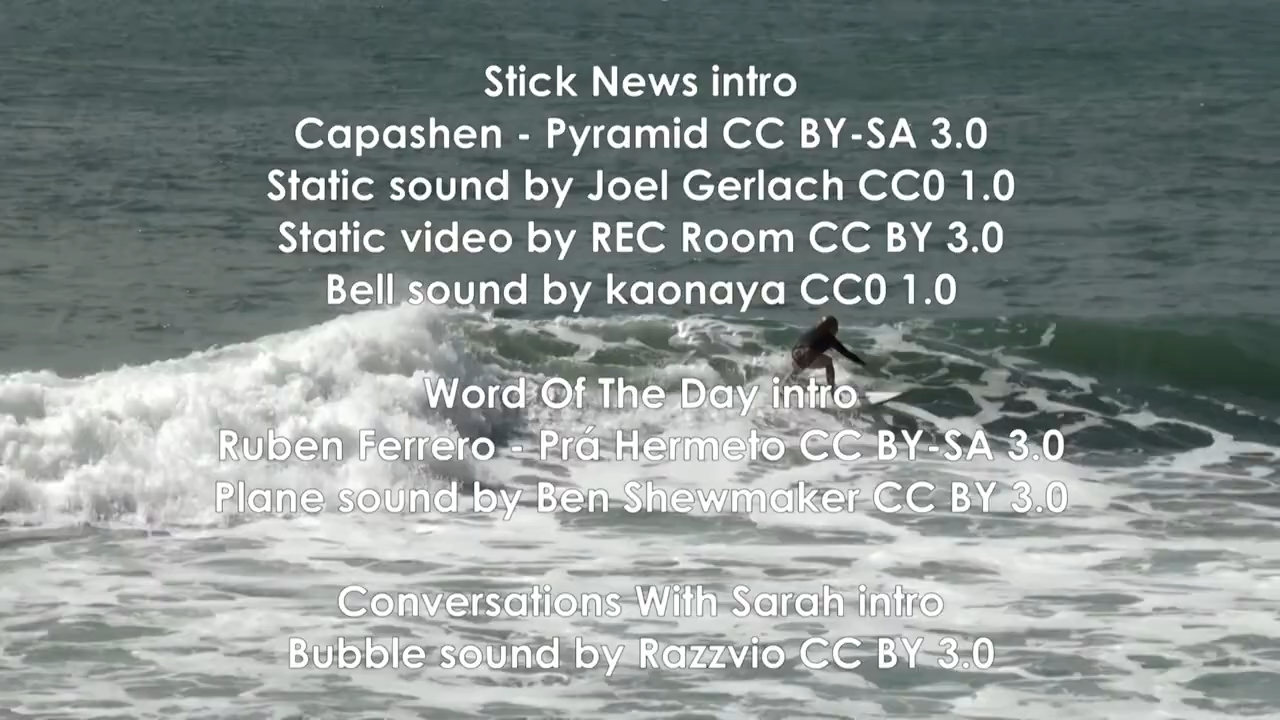 Stick News intro
Capashen - Pyramid CC BY-SA 3.0
Static sound by Joel Gerlach CC0 1.0
Static video by REC Room CC BY 3.0
Bell sound by kaonaya CC0 1.0
Word Of The Day intro
Ruben Ferrero - Prá Hermeto CC BY-SA 3.0
Plane sound by Ben Shewmaker CC BY 3.0
Conversations With Sarah intro
Bubble sound by Razzvio CC BY 3.0